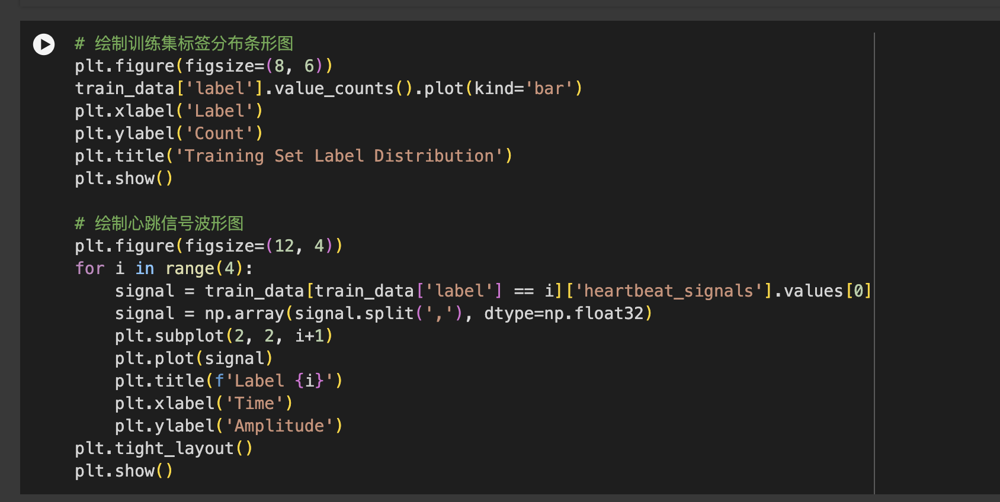 # 绘制训练集标签分布条形图
plt.figure(figsize=(8, 6))
train_data['label'].value_counts().plot(kind='bar')
plt.xlabel('Label')
plt.ylabel('Count')
plt.title('Training Set Label Distribution')
plt.show()

# 绘制心跳信号波形图
plt.figure(figsize=(12, 4))
for i in range(4):
    signal = train_data[train_data['label'] == i]['heartbeat_signals'].values[0]
    signal = np.array(signal.split(','), dtype=np.float32)
    plt.subplot(2, 2, i+1)
    plt.plot(signal)
    plt.title(f'Label {i}')
    plt.xlabel('Time')
    plt.ylabel('Amplitude')
plt.tight_layout()
plt.show()